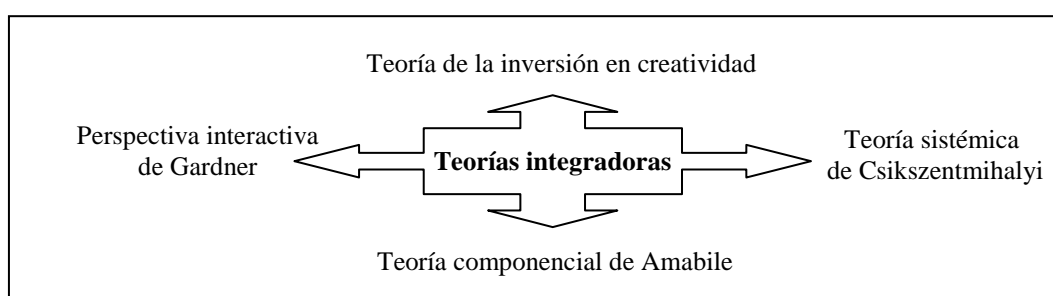 Teoría de la inversión en creatividad
Perspectiva interactiva
de Gardner
Teorías integradoras
Teoría sistémica
de Csikszentmihalyi
Teoría componencial de Amabile